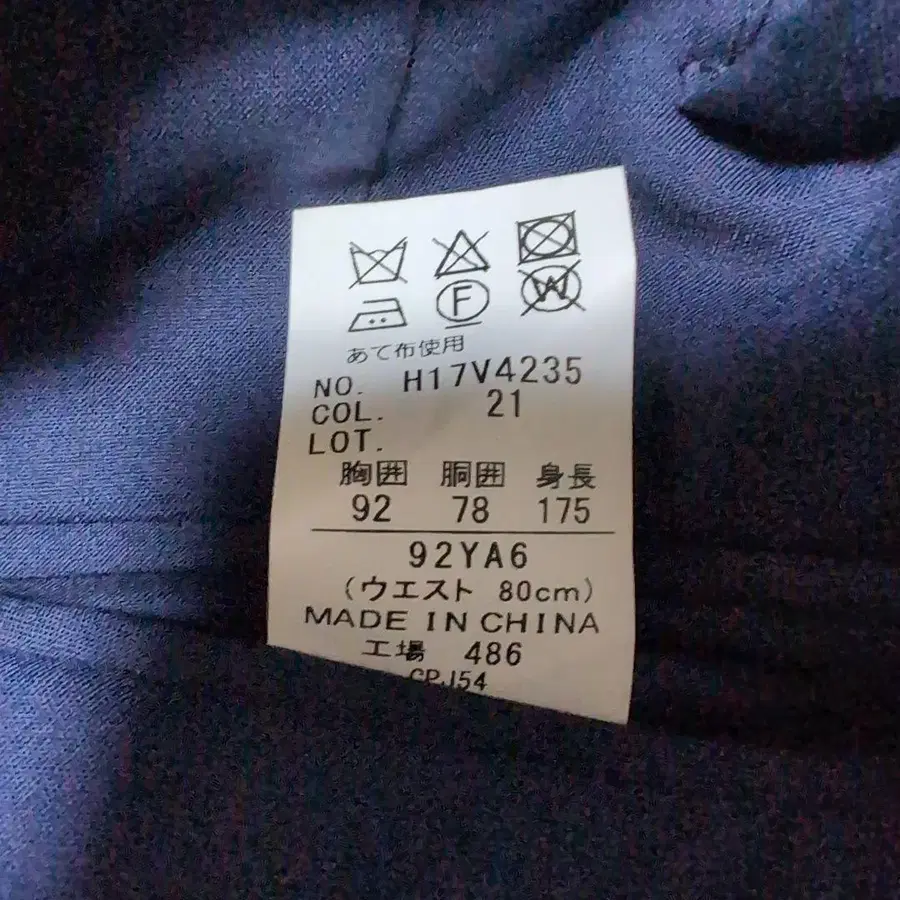 F W
あて布使用
NO. H17V4235
COL. 21
LOT.
胸囲 胴囲 身長
92 78 175
92YA6
(ウエスト 80cm)
MADE IN CHINA
工場 486
CPJ54